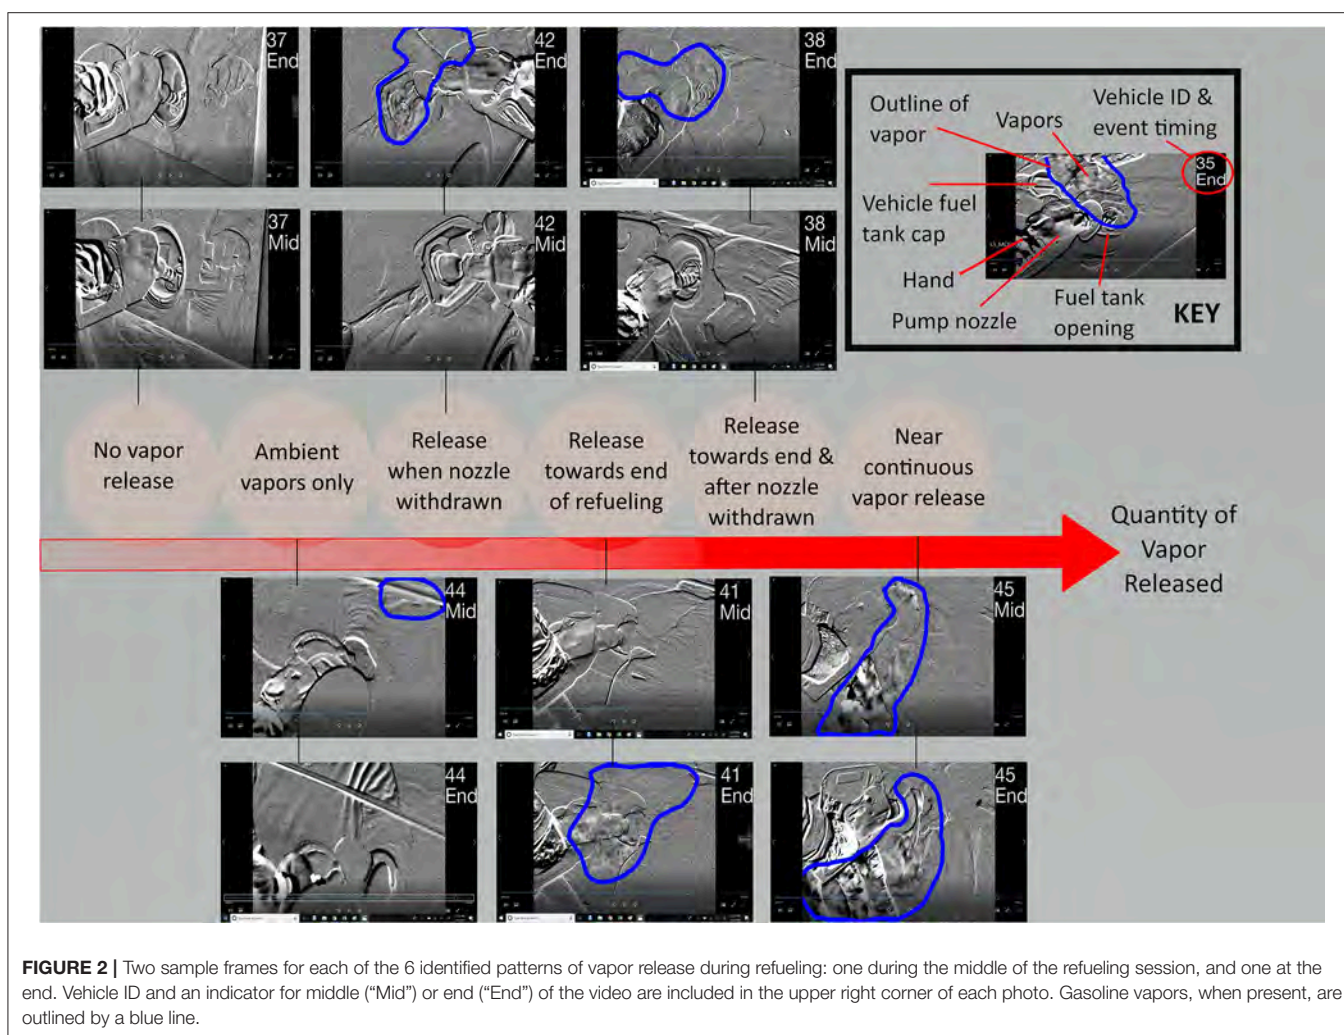 37
End
42
End
38
End
37
Mid
42
Mid
38
Mid
Outline of
vapor
Vapors
Vehicle ID &
event timing
35
End
Vehicle fuel
tank cap
Hand
Pump nozzle
Fuel tank
opening
KEY
No vapor
release
Ambient
vapors only
Release
when nozzle
withdrawn
Release
towards end
of refueling
Release
towards end &
after nozzle
withdrawn
Near
continuous
vapor release
Quantity of
Vapor
Released
44
Mid
41
Mid
45
Mid
44
End
41
End
45
End
FIGURE 2 | Two sample frames for each of the 6 identified patterns of vapor release during refueling: one during the middle of the refueling session, and one at the
end. Vehicle ID and an indicator for middle (“Mid”) or end (“End”) of the video are included in the upper right corner of each photo. Gasoline vapors, when present, are
outlined by a blue line.